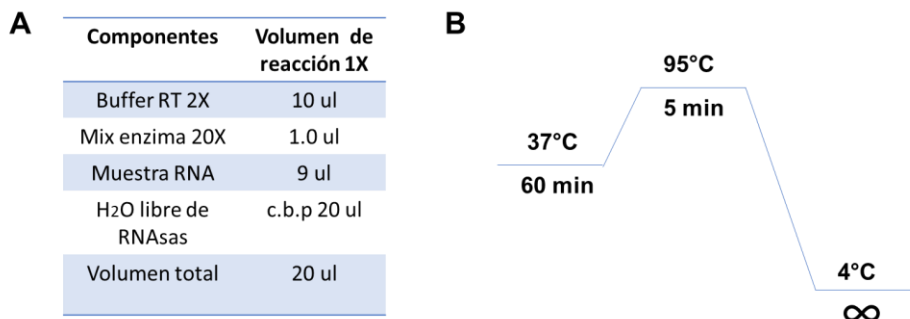 A
Componentes Volumen de
reacción 1X
Buffer RT 2X 10 ul
Mix enzima 20X 1.0 ul
Muestra RNA 9 ul
H2O libre de c.b.p 20 ul
RNAsas
Volumen total 20 ul
B
95°C
5 min
37°C
60 min
4°C
∞